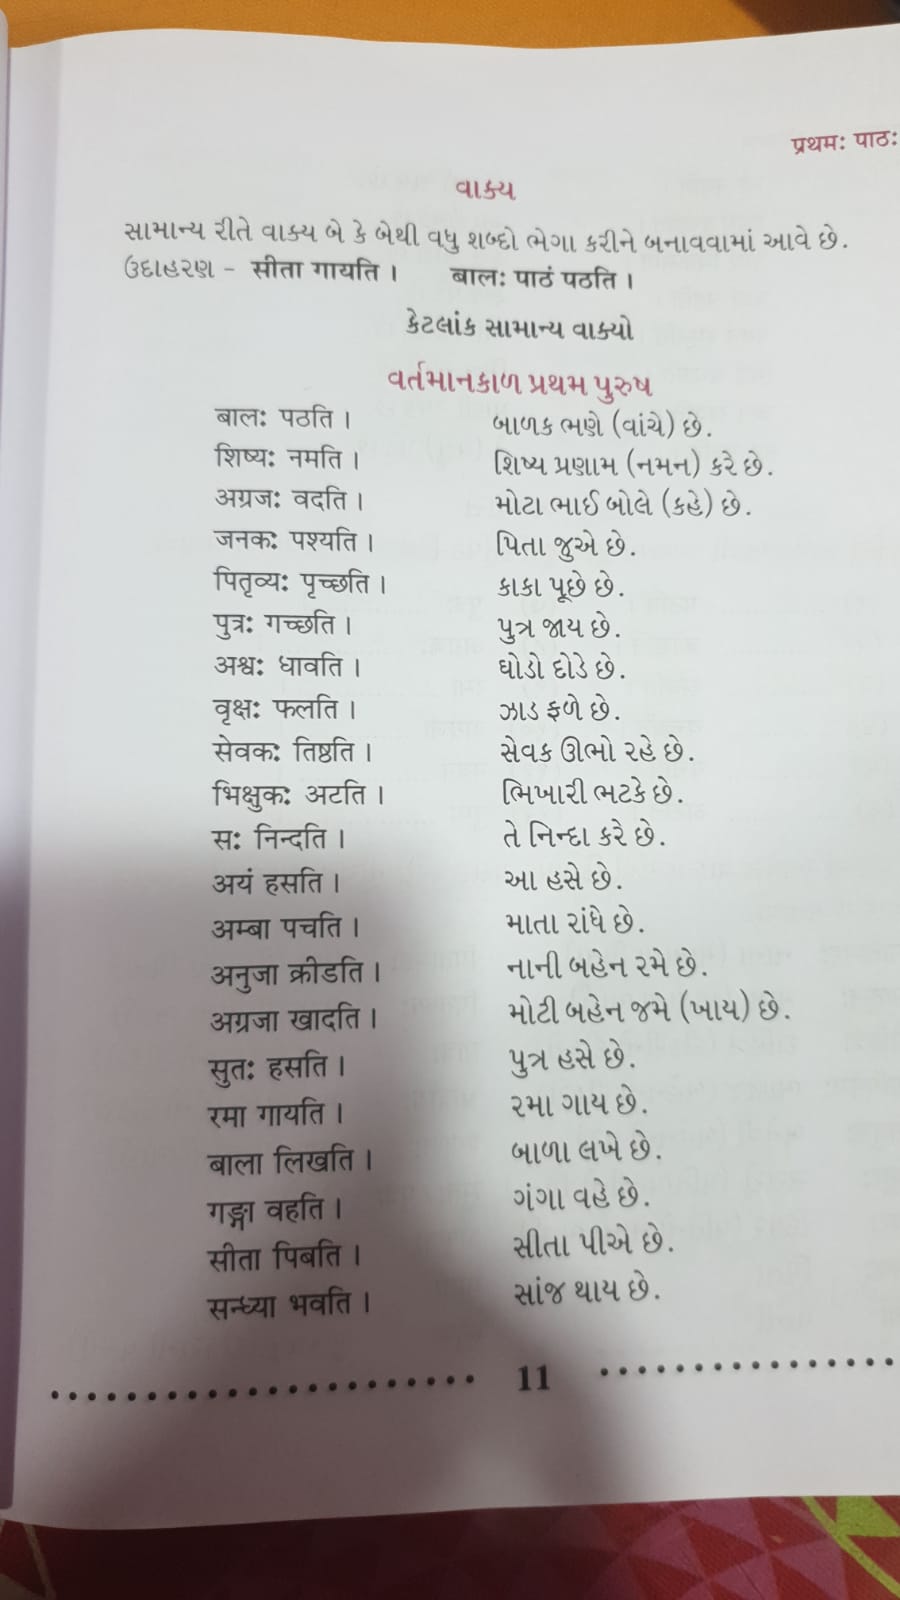 प्रथमः पाठः
વાક્ય
સામાન્ય રીતે વાક્ય બે કે બેથી વધુ શબ્દો ભેગા કરીને બનાવવામાં આવે છે.
ઉદાહરણ - સીતા ગાયતિ । બાલઃ પાઠં પઠતિ ।
કેટલાંક સામાન્ય વાક્યો
વર્તમાનકાળ પ્રથમ પુરુષ
बालः पठति । બાળક ભણે (વાંચે) છે.
शिष्यः नमति । શિષ્ય પ્રણામ (નમન) કરે છે.
अग्रजः वदति । મોટા ભાઈ બોલે (કહે) છે.
जनकः पश्यति । પિતા જુએ છે.
पितृव्यः पृच्छति । કાકા પૂછે છે.
पुत्रः गच्छति । પુત્ર જાય છે.
अश्वः धावति । ઘોડો દોડે છે.
वृक्षः फलति । ઝાડ ફળે છે.
सेवकः तिष्ठति । સેવક ઊભો રહે છે.
भिक्षुकः अटति । ભિખારી ભટકે છે.
सः निन्दति । તે નિન્દા કરે છે.
अयं हसति । આ હસે છે.
अम्बा पचति । માતા રાંધે છે.
अनुजा क्रीडति । નાની બહેન રમે છે.
अग्रजा खादति । મોટી બહેન જમે (ખાય) છે.
सुतः हसति । પુત્ર હસે છે.
रमा गायति । રમા ગાય છે.
बाला लिखति । બાળા લખે છે.
गङ्गा वहति । ગંગા વહે છે.
सीता पिबति । સીતા પીએ છે.
सन्ध्या भवति । સાંજ થાય છે.
11